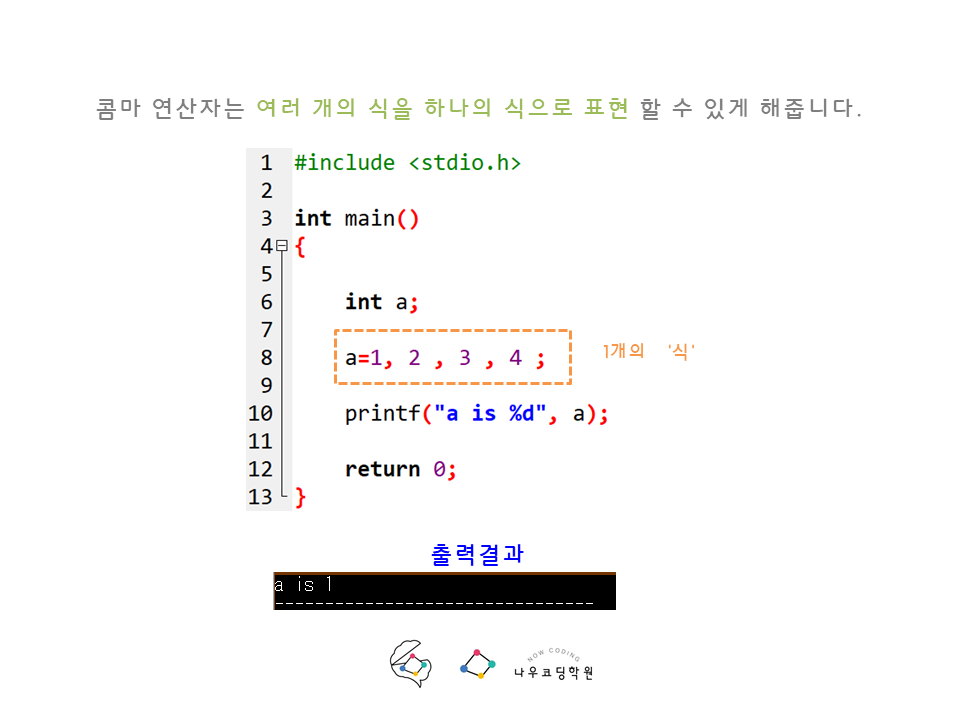 콤마 연산자는 여러 개의 식을 하나의 식으로 표현 할 수 있게 해줍니다.
1 #include <stdio.h>
2
3 int main()
4 {
5
6 int a;
7
8 a=1, 2 , 3 , 4 ; 1개의 '식'
9
10 printf("a is %d", a);
11
12 return 0;
13 }
출력결과
a is 1
--------------------------------
NOW CODING
나우코딩학원